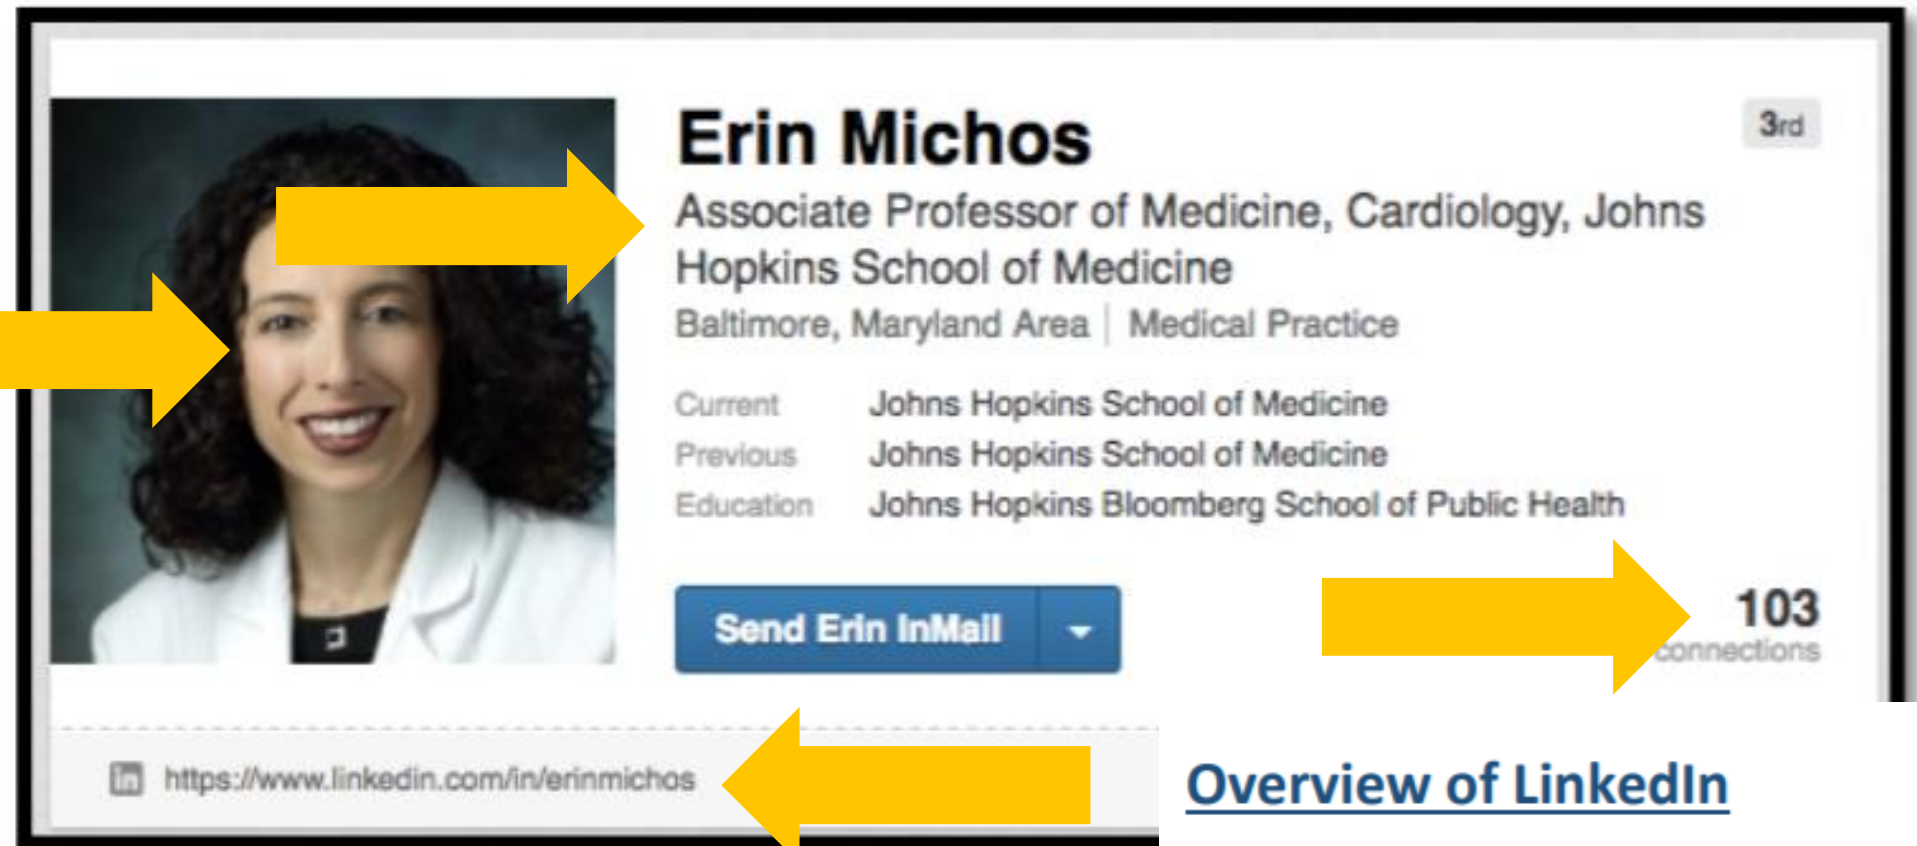 Erin Michos
3rd
Associate Professor of Medicine, Cardiology, Johns
Hopkins School of Medicine
Baltimore, Maryland Area | Medical Practice
Current Johns Hopkins School of Medicine
Previous Johns Hopkins School of Medicine
Education Johns Hopkins Bloomberg School of Public Health
Send Erin InMail
103
connections
in https://www.linkedin.com/in/erinmichos
Overview of LinkedIn